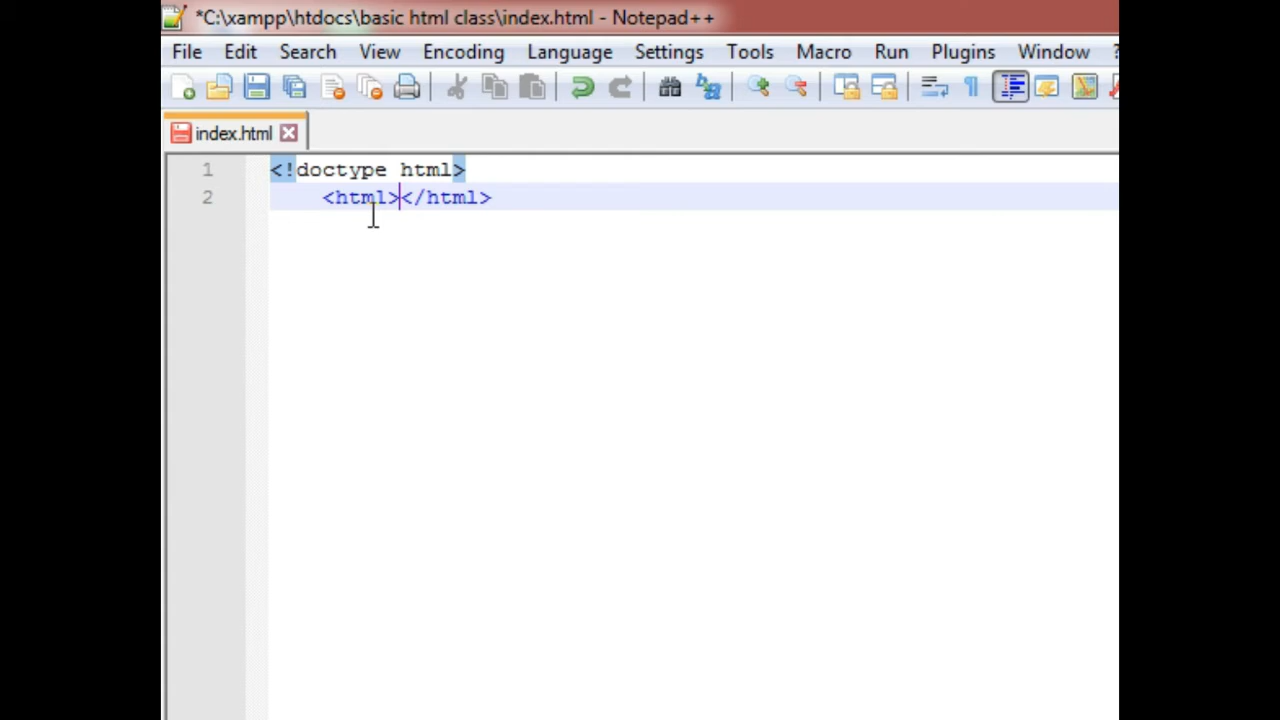 *C:\xampp\htdocs\basic html class\index.html - Notepad++
File Edit Search View Encoding Language Settings Tools Macro Run Plugins Window ?
index.html
1 <!doctype html>
2 <html></html>